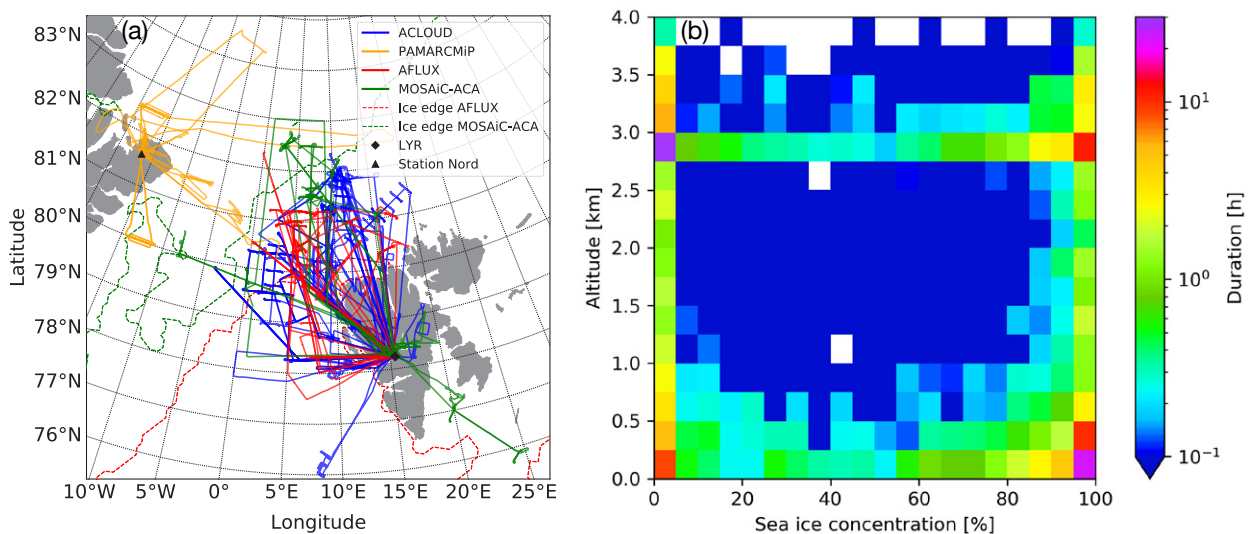 (a)
83°N
82°N
81°N
80°N
79°N
78°N
77°N
76°N
Latitude
10°W
5°W
0°
5°E
10°E
15°E
20°E
25°E
Longitude
ACLOUD
PAMARCMiP
AFLUX
MOSAiC-ACA
Ice edge AFLUX
Ice edge MOSAiC-ACA
LYR
Station Nord
(b)
4.0
3.5
3.0
2.5
2.0
1.5
1.0
0.5
0.0
Altitude [km]
0
20
40
60
80
100
Sea ice concentration [%]
10¹
10⁰
10⁻¹
Duration [h]